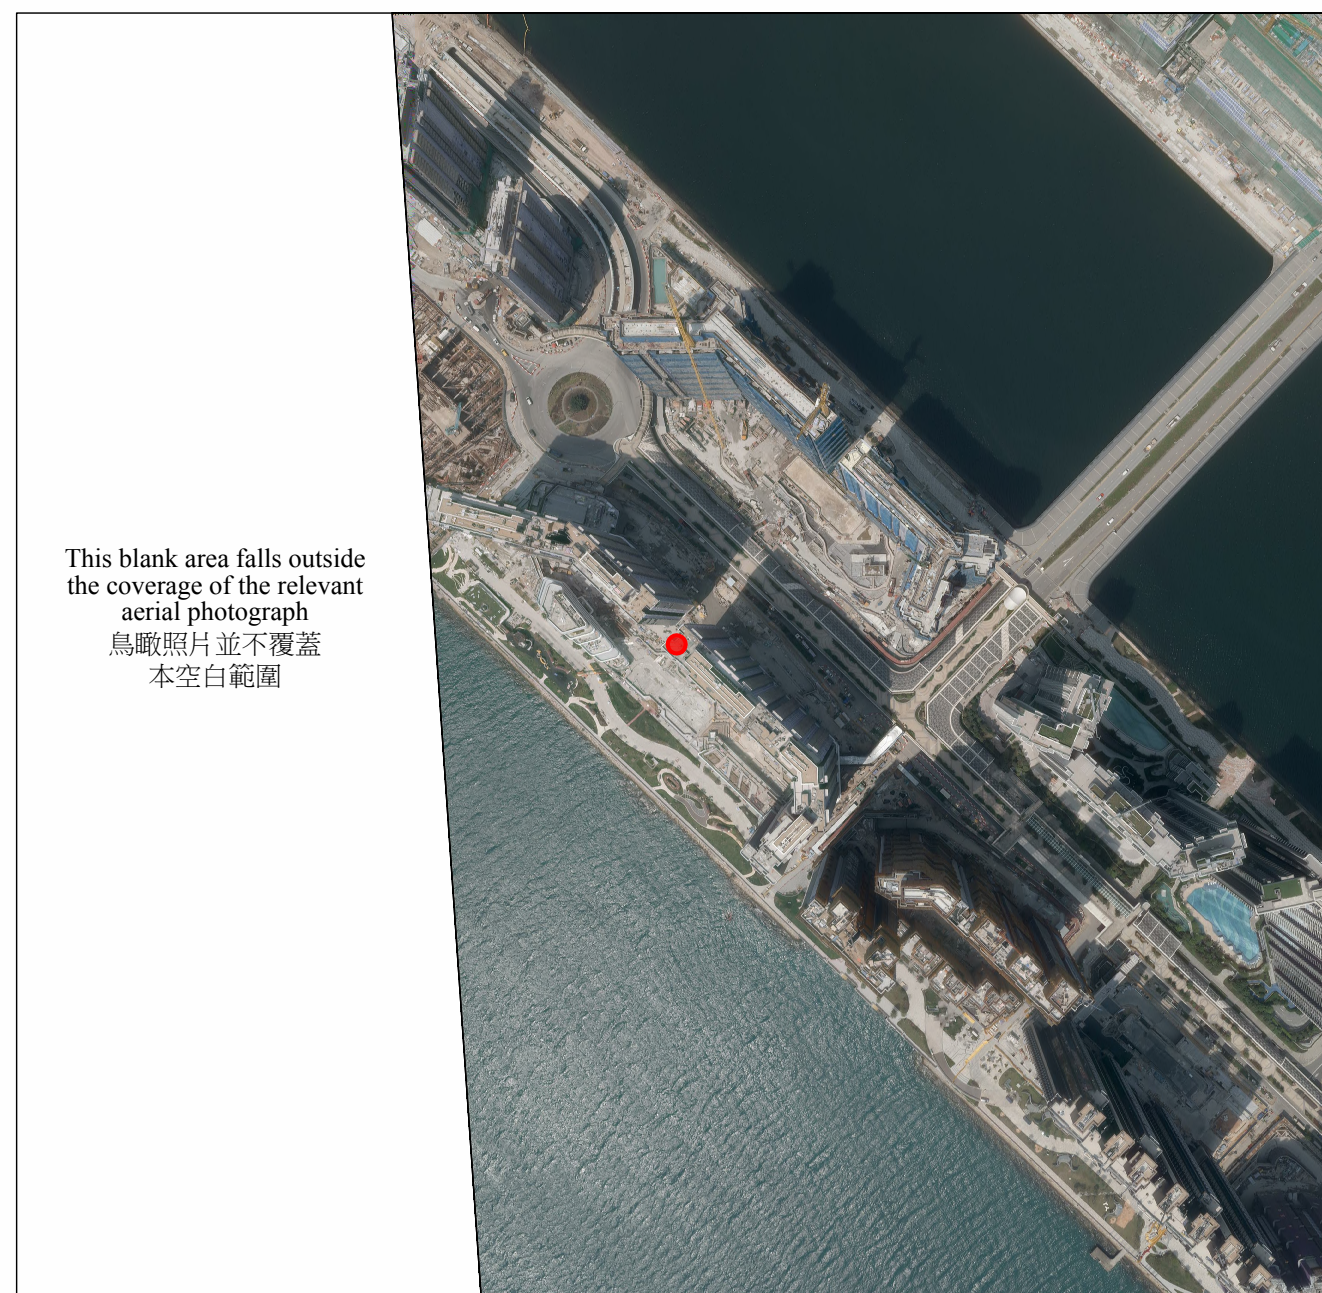 This blank area falls outside
the coverage of the relevant
aerial photograph
鳥瞰照片並不覆蓋
本空白範圍